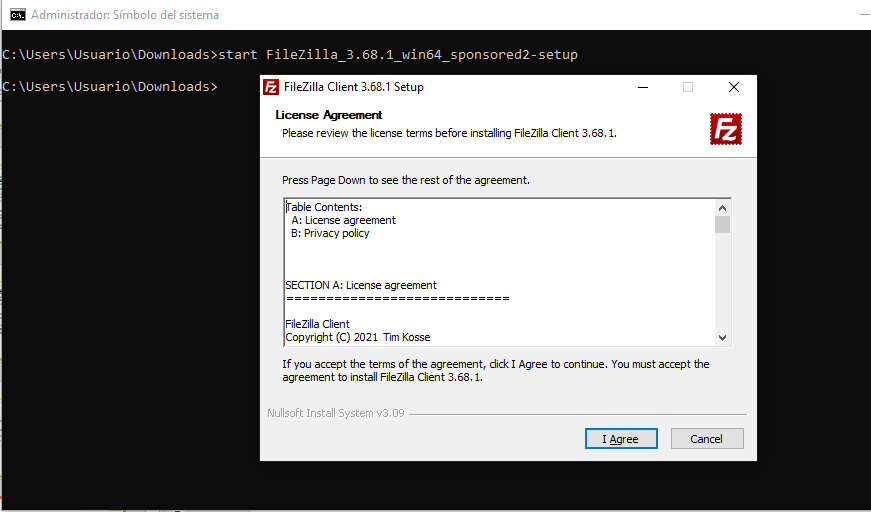 Administrador: Símbolo del sistema
C:\Users\Usuario\Downloads>start FileZilla_3.68.1_win64_sponsored2-setup
C:\Users\Usuario\Downloads>
FileZilla Client 3.68.1 Setup
License Agreement
Please review the license terms before installing FileZilla Client 3.68.1.
Fz
Press Page Down to see the rest of the agreement.
Table Contents:
A: License agreement
B: Privacy policy
SECTION A: License agreement
============================
FileZilla Client
Copyright (C) 2021 Tim Kosse
If you accept the terms of the agreement, click I Agree to continue. You must accept the
agreement to install FileZilla Client 3.68.1.
Nullsoft Install System v3.09
I Agree
Cancel